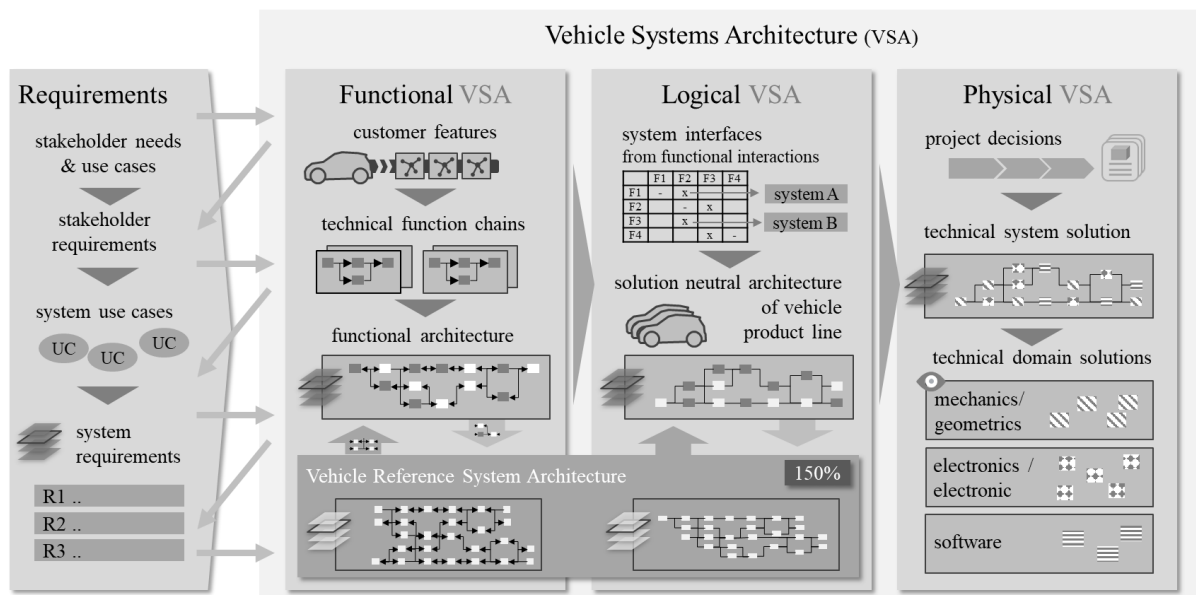 Vehicle Systems Architecture (VSA)
Requirements
stakeholder needs
& use cases
stakeholder
requirements
system use cases
UC
UC
UC
system
requirements
R1 ..
R2 ..
R3 ..
Functional VSA
customer features
technical function chains
functional architecture
Logical VSA
system interfaces
from functional interactions
F1 F2 F3 F4
F1 - x
F2 - x
F3 x
F4 x -
system A
system B
solution neutral architecture
of vehicle
product line
Vehicle Reference System Architecture
150%
Physical VSA
project decisions
technical system solution
technical domain solutions
mechanics/
geometrics
electronics /
electronic
software